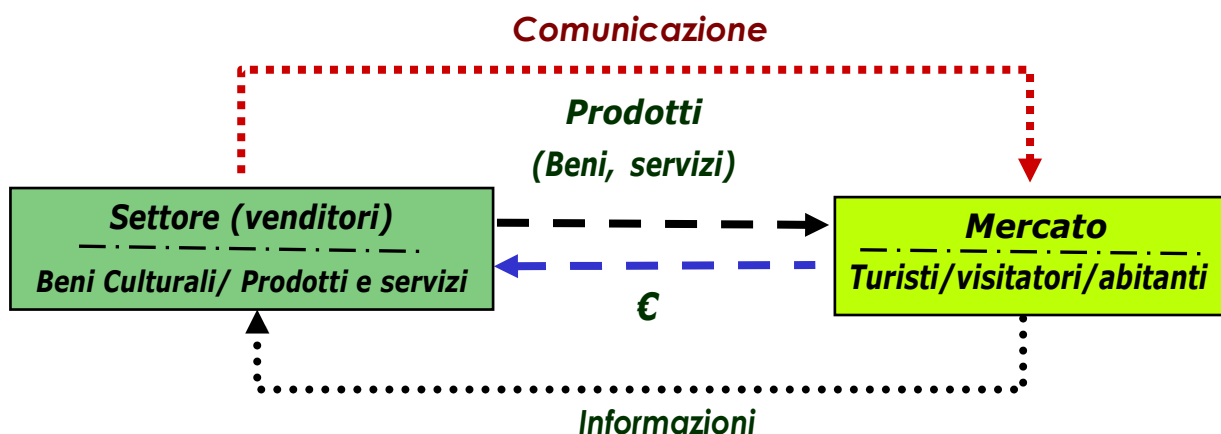 Comunicazione
Prodotti
(Beni, servizi)
Settore (venditori)
Beni Culturali/ Prodotti e servizi
Mercato
Turisti/visitatori/abitanti
€
Informazioni